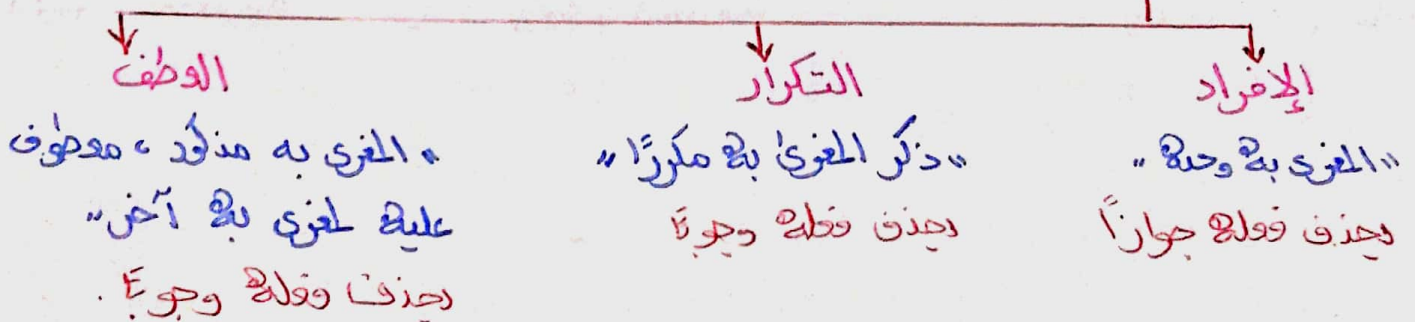 الإفراد
"المغرى به وحده"
يحذف فعله جوازًا
التكرار
"ذكر المغرى به مكررًا"
يحذف فعله وجوبًا
العطف
"المغرى به مذكور، معطوف
عليه مغرى به آخر"
يحذف فعله وجوبًا.